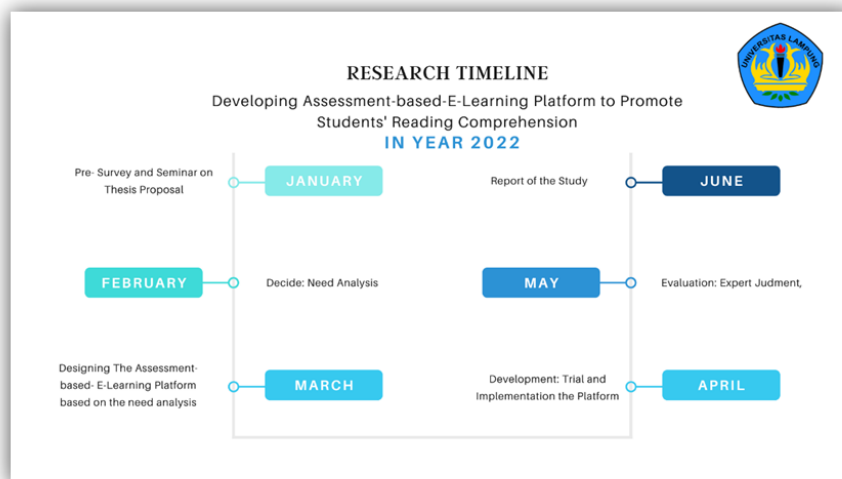 UNIVERSITAS LAMPUNG
RESEARCH TIMELINE
Developing Assessment-based-E-Learning Platform to Promote
Students' Reading Comprehension
IN YEAR 2022
Pre- Survey and Seminar on
Thesis Proposal
JANUARY
FEBRUARY
Decide: Need Analysis
Designing The Assessment-
based- E-Learning Platform
based on the need analysis
MARCH
Development: Trial and
Implementation the Platform
APRIL
MAY
Evaluation: Expert Judment,
Report of the Study
JUNE